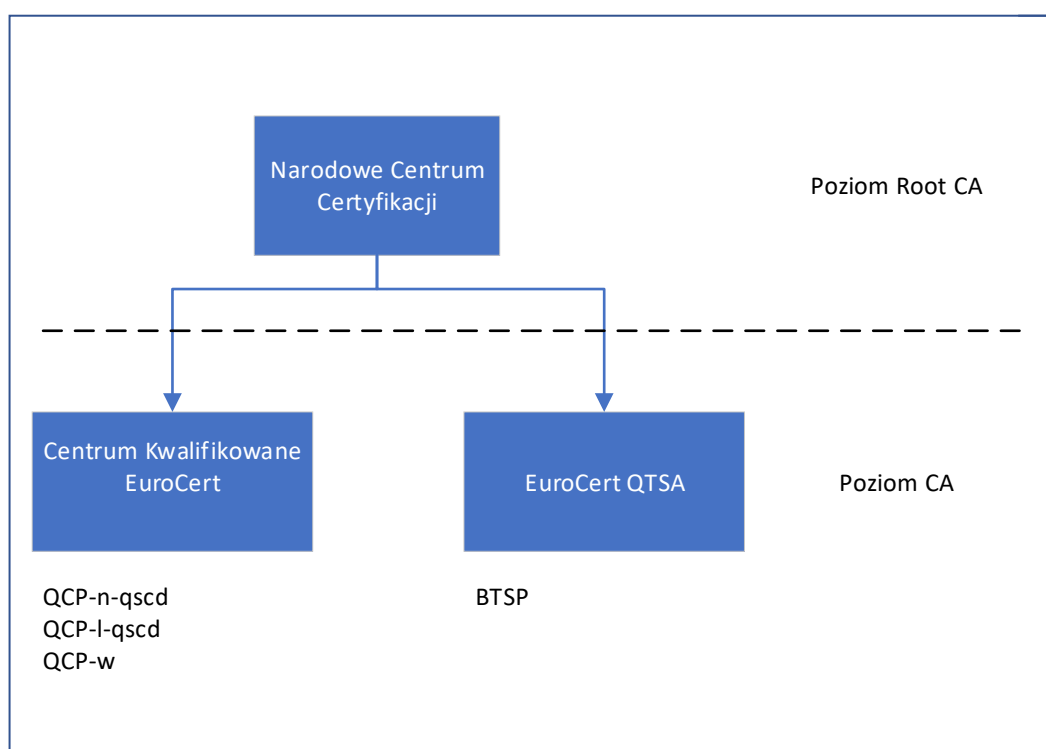 Narodowe Centrum
Certyfikacji
Poziom Root CA
Centrum Kwalifikowane
EuroCert
EuroCert QTSA
Poziom CA
QCP-n-qscd
QCP-l-qscd
QCP-w
BTSP